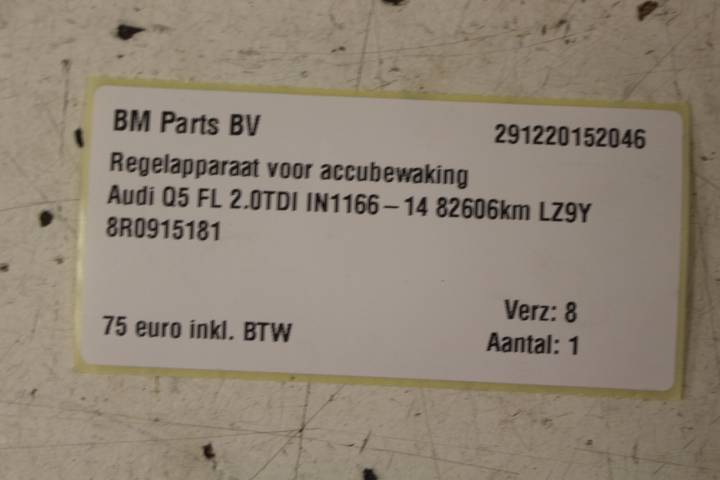 BM Parts BV 291220152046
Regelapparaat voor accubewaking
Audi Q5 FL 2.0TDI IN1166-14 82606km LZ9Y
8R0915181
Verz: 8
75 euro inkl. BTW Aantal: 1